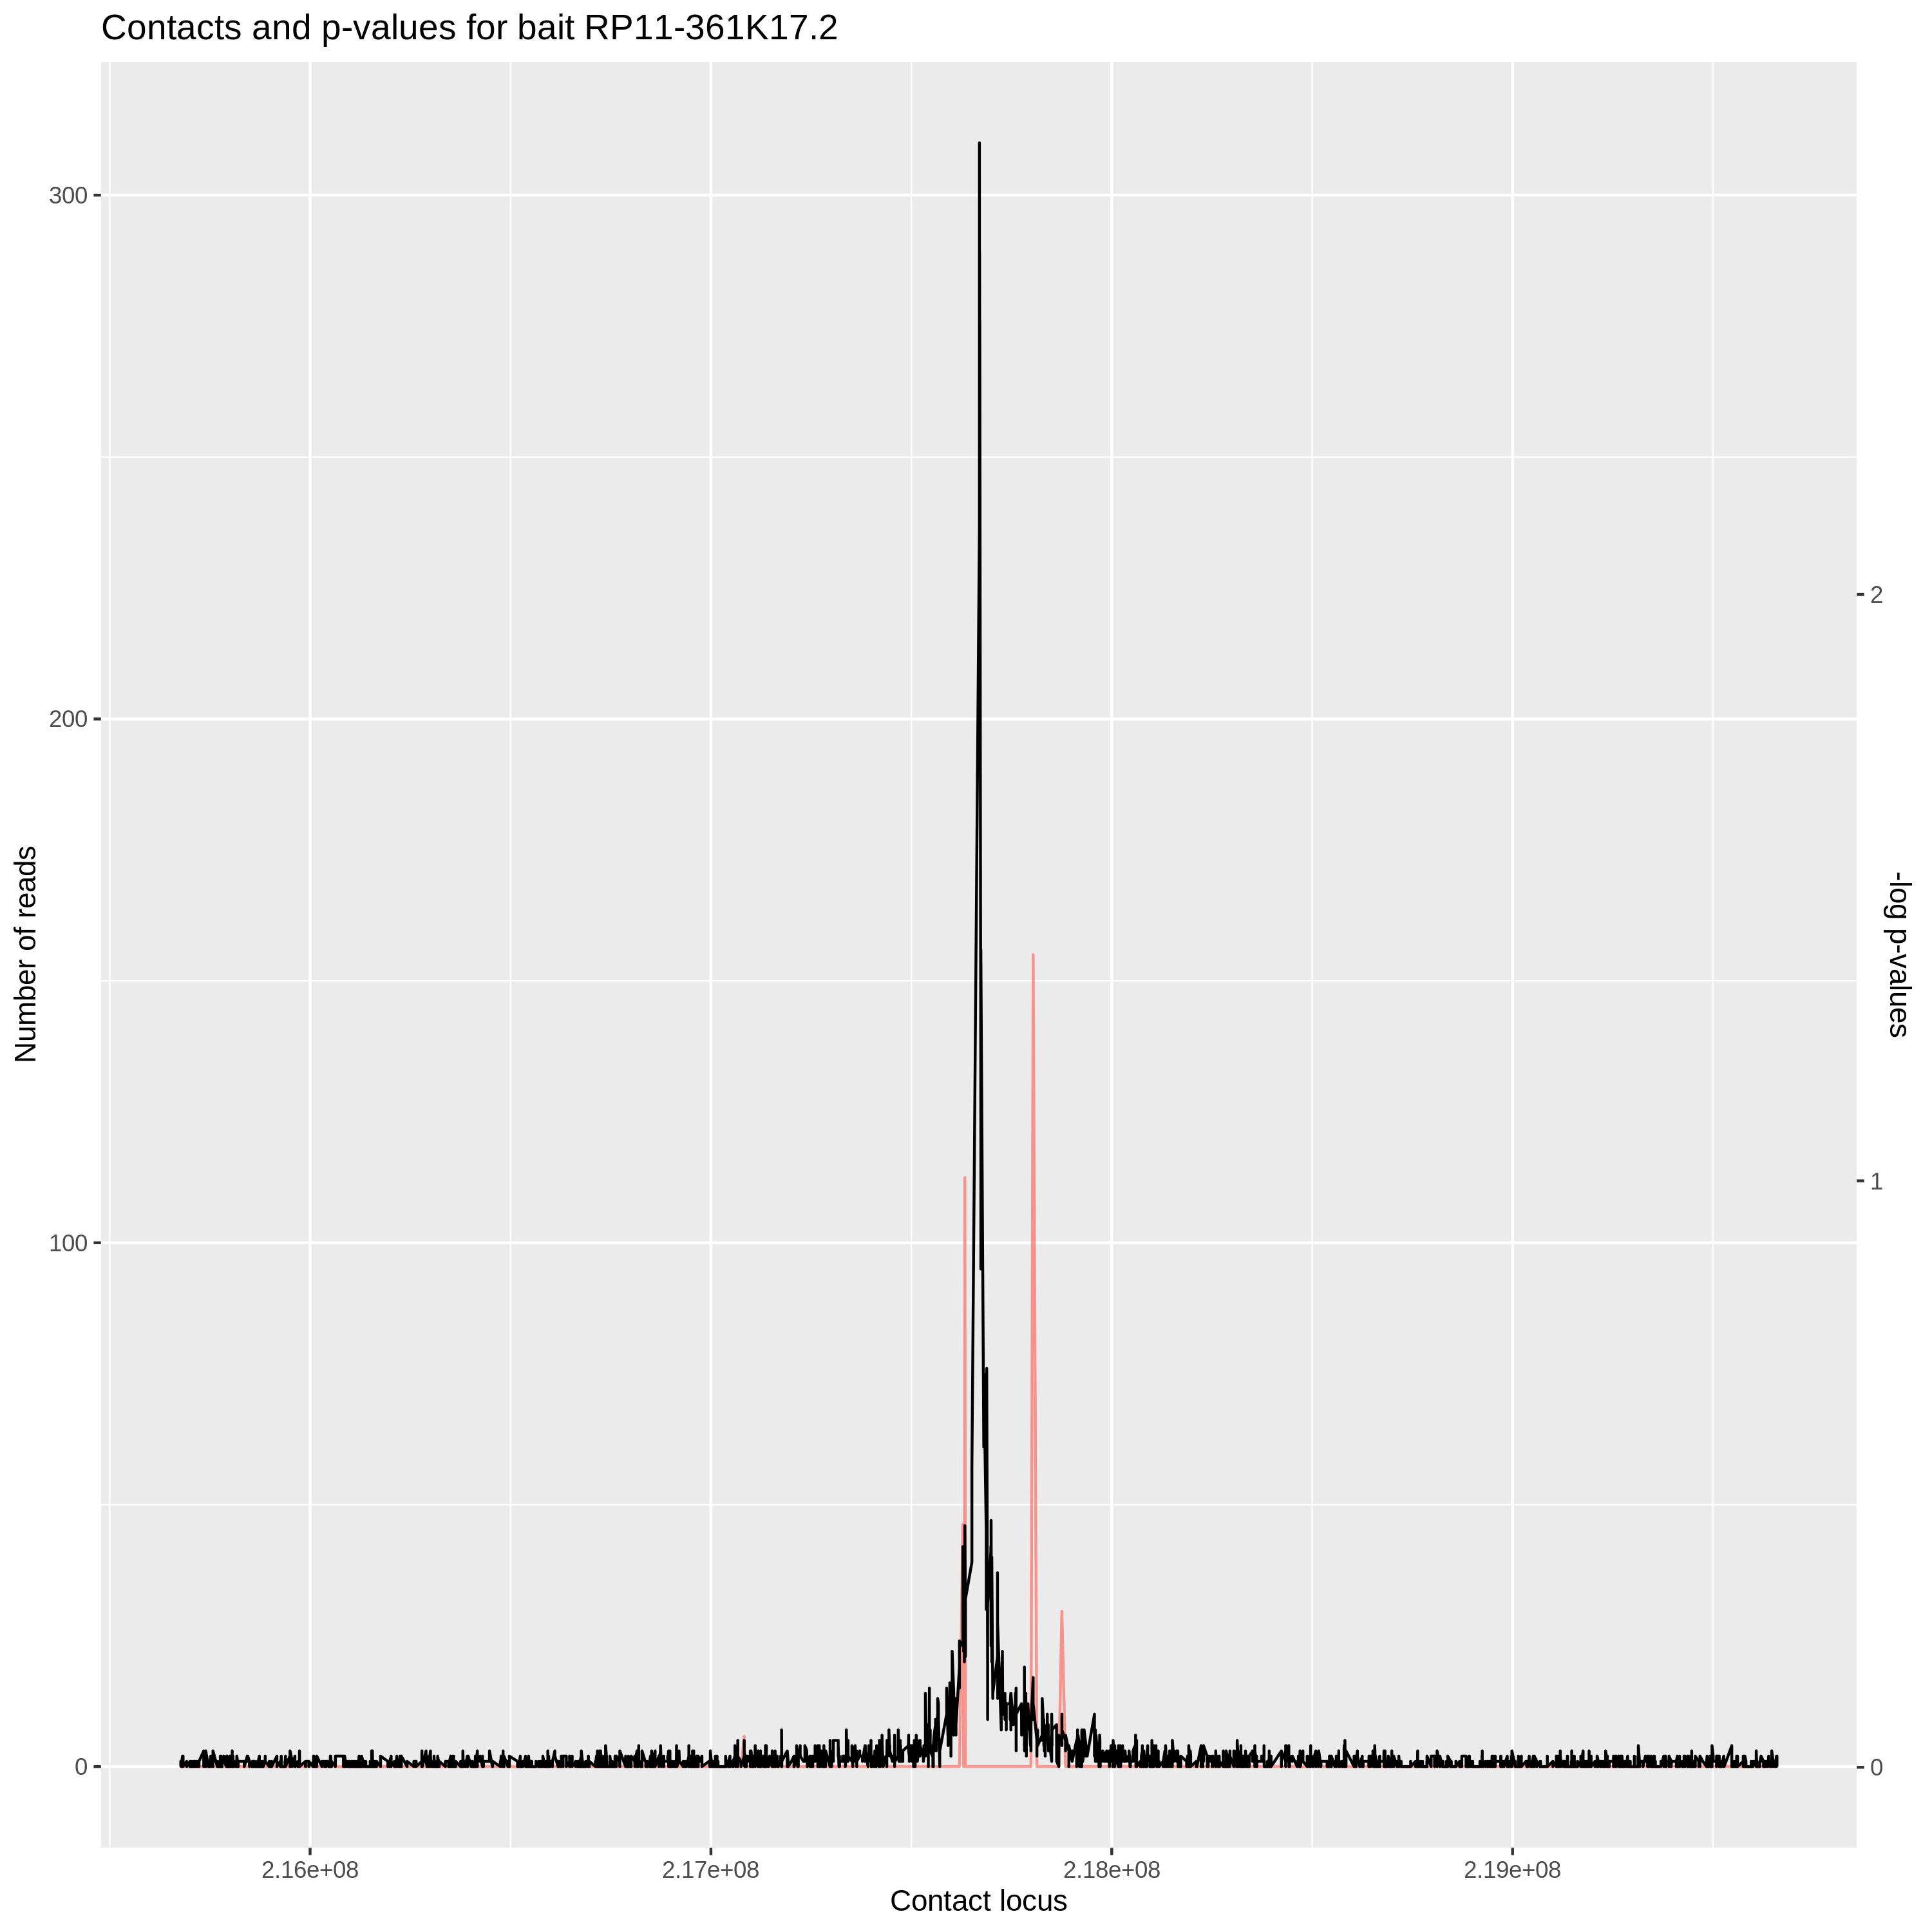 Contacts and p-values for bait RP11-361K17.2
300
200
100
0
Number of reads
2
1
0
-log p-values
2.16e+08
2.17e+08
2.18e+08
2.19e+08
Contact locus